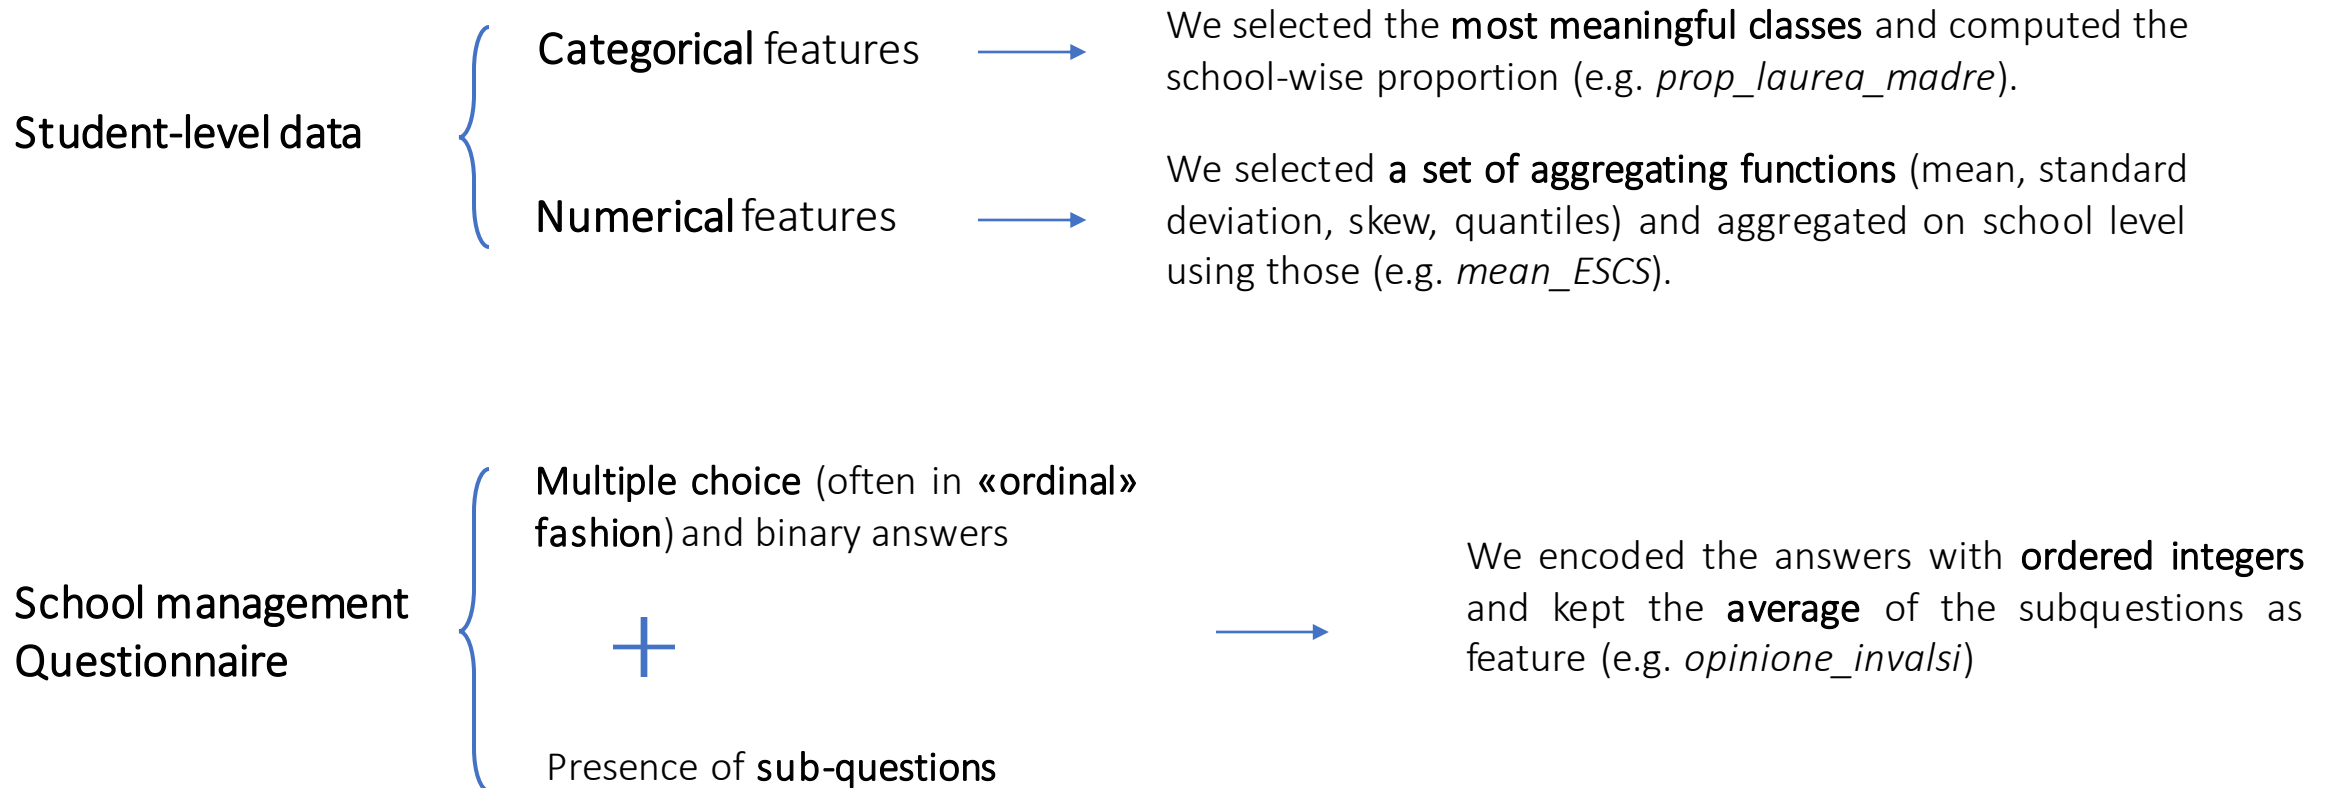 Student-level data
Categorical features
We selected the most meaningful classes and computed the
school-wise proportion (e.g. prop_laurea_madre).
Numerical features
We selected a set of aggregating functions (mean, standard
deviation, skew, quantiles) and aggregated on school level
using those (e.g. mean_ESCS).
School management
Questionnaire
Multiple choice (often in «ordinal»
fashion) and binary answers
+
Presence of sub-questions
We encoded the answers with ordered integers
and kept the average of the subquestions as
feature (e.g. opinione_invalsi)